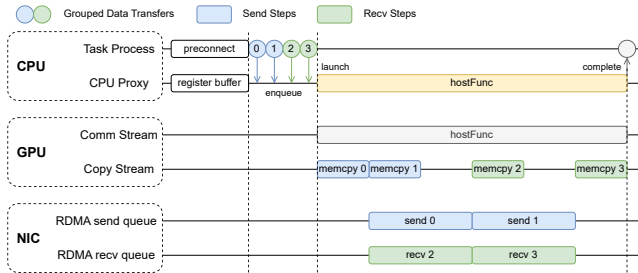 Grouped Data Transfers Send Steps Recv Steps
CPU
Task Process preconnect 0 1 2 3
launch complete
CPU Proxy register buffer hostFunc
enqueue
GPU
Comm Stream hostFunc
Copy Stream memcpy 0 memcpy 1 memcpy 2 memcpy 3
NIC
RDMA send queue send 0 send 1
RDMA recv queue recv 2 recv 3